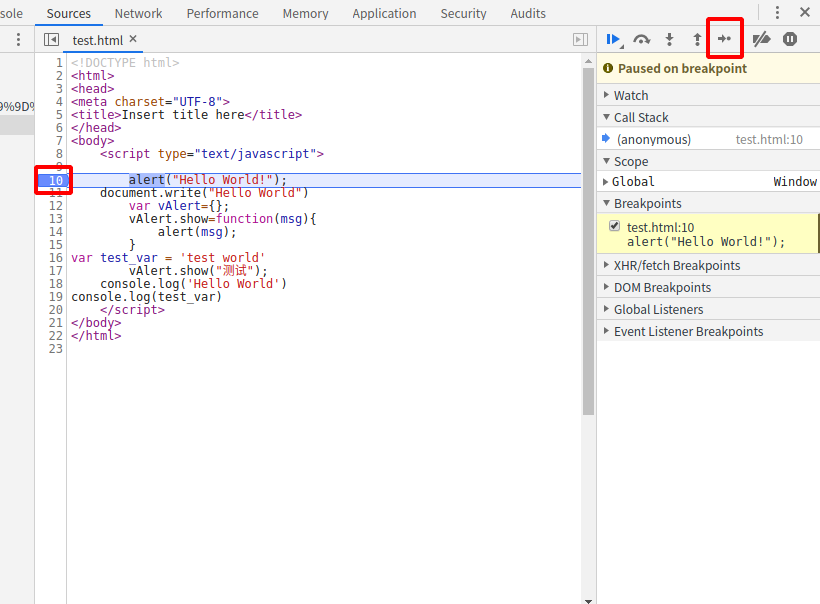 sole Sources Network Performance Memory Application Security Audits
test.html ×
9%9D%
1 <!DOCTYPE html>
2 <html>
3 <head>
4 <meta charset="UTF-8">
5 <title>Insert title here</title>
6 </head>
7 <body>
8 <script type="text/javascript">
9
10 alert("Hello World!");
11 document.write("Hello World")
12 var vAlert={};
13 vAlert.show=function(msg){
14 alert(msg);
15 }
16 var test_var = 'test world'
17 vAlert.show("测试");
18 console.log('Hello World')
19 console.log(test_var)
20 </script>
21 </body>
22 </html>
23
Paused on breakpoint
Watch
Call Stack
(anonymous) test.html:10
Scope
Global Window
Breakpoints
test.html:10
alert("Hello World!");
XHR/fetch Breakpoints
DOM Breakpoints
Global Listeners
Event Listener Breakpoints